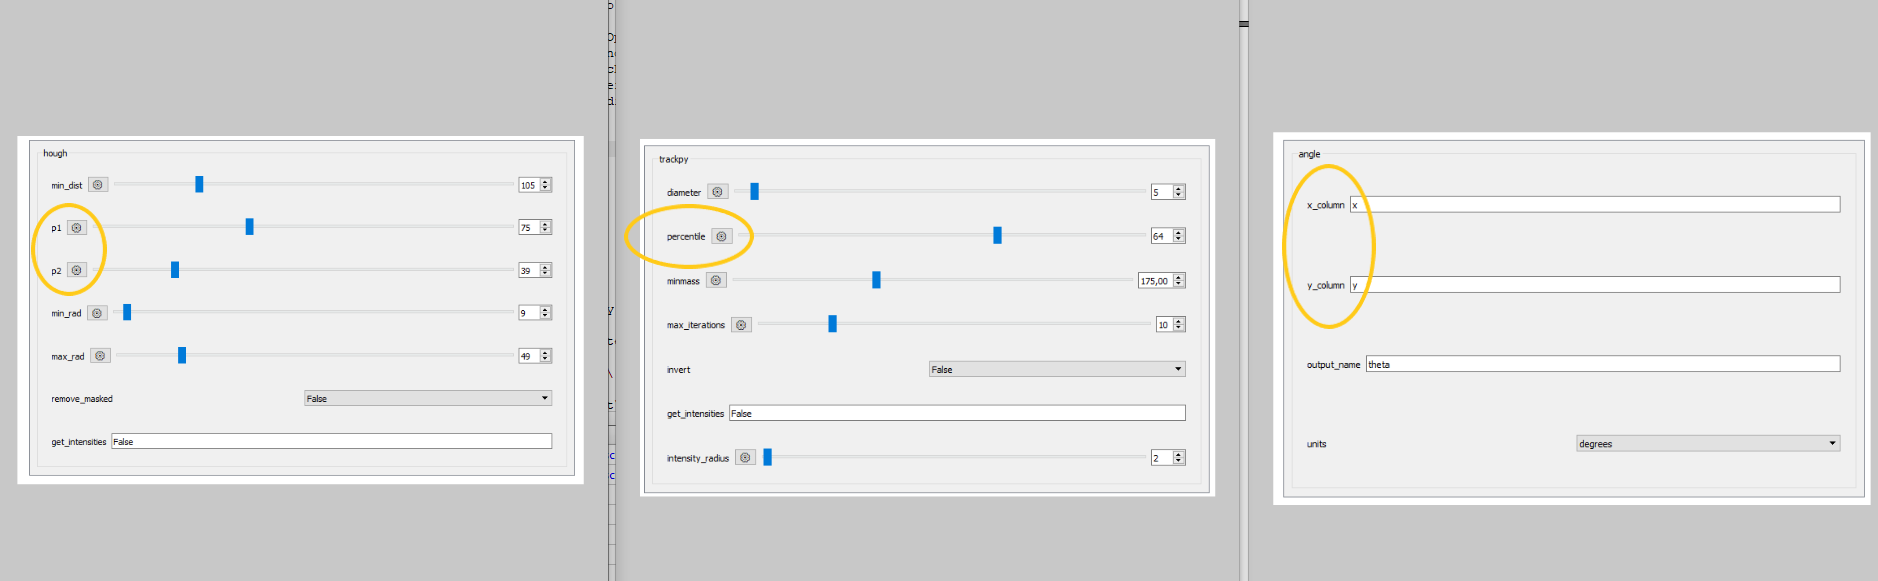 hough
min_dist 105
p1 75
p2 39
min_rad 9
max_rad 49
remove_masked False
get_intensities False
trackpy
diameter 5
percentile 64
minmass 175,00
max_iterations 10
invert False
get_intensities False
intensity_radius 2
angle
x_column x
y_column y
output_name theta
units degrees